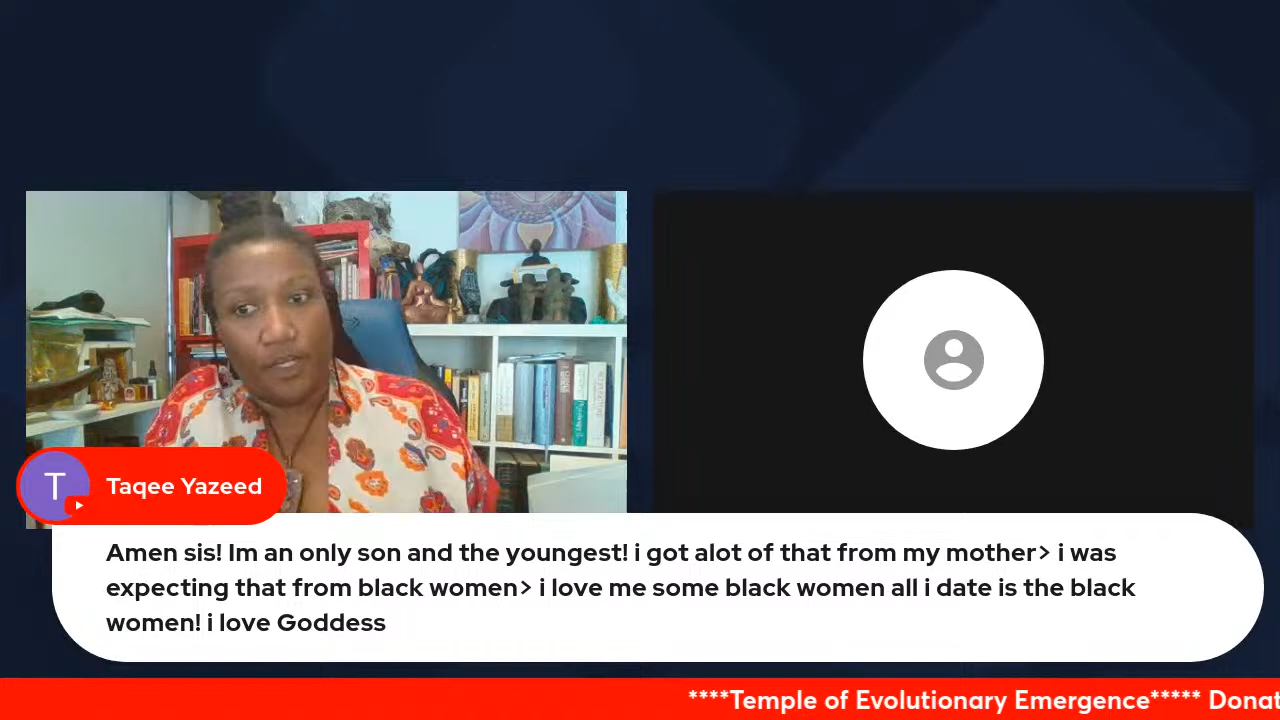 T
Taqee Yazeed
Amen sis! Im an only son and the youngest! i got alot of that from my mother> i was
expecting that from black women> i love me some black women all i date is the black
women! i love Goddess
****Temple of Evolutionary Emergence***** Donat